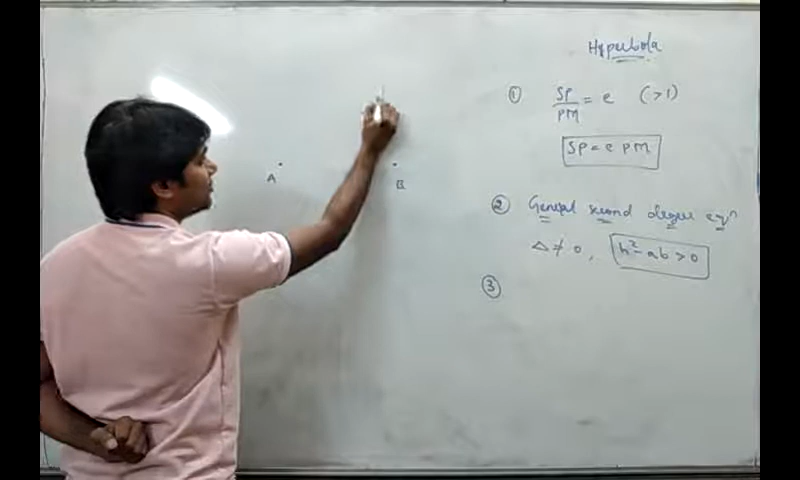 Hyperbola
① SP/PM = e (>1)
SP = e PM
② General second degree eqⁿ
△ ≠ 0, h² - ab > 0
③
A B